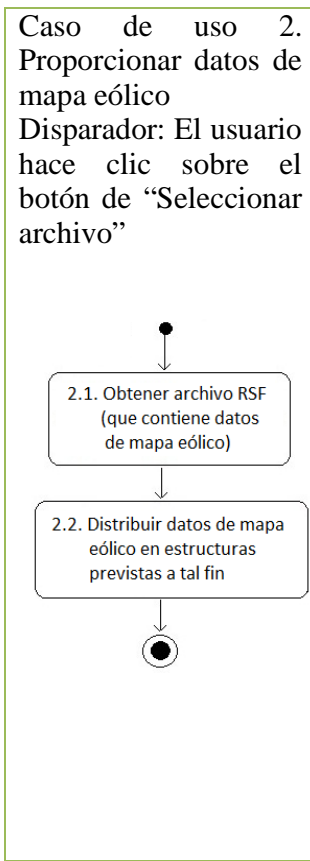 Caso de uso 2.
Proporcionar datos de
mapa eólico
Disparador: El usuario
hace clic sobre el
botón de “Seleccionar
archivo”
2.1. Obtener archivo RSF
(que contiene datos
de mapa eólico)
2.2. Distribuir datos de mapa
eólico en estructuras
previstas a tal fin